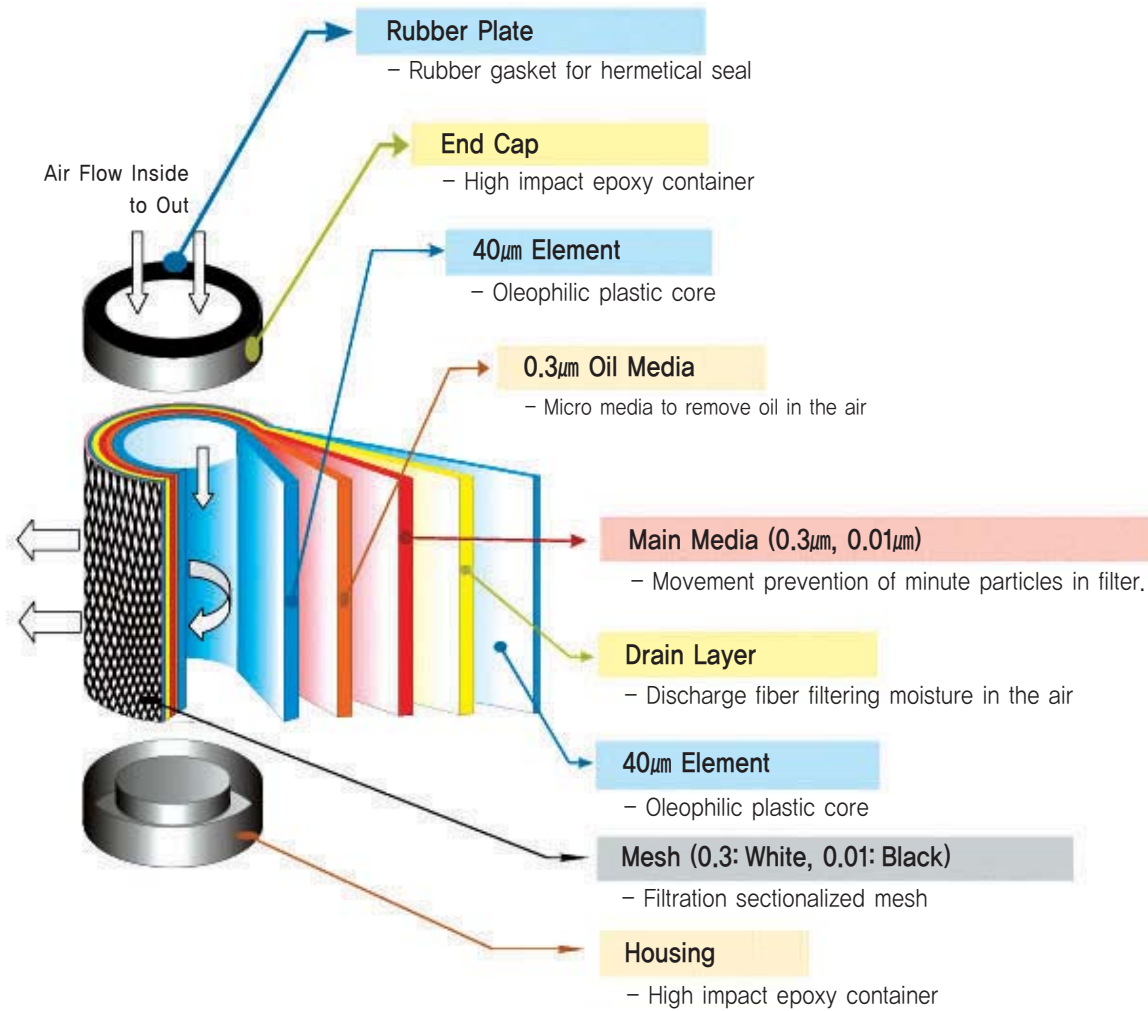 Rubber Plate
- Rubber gasket for hermetical seal
End Cap
- High impact epoxy container
Air Flow Inside
to Out
40㎛ Element
- Oleophilic plastic core
0.3㎛ Oil Media
- Micro media to remove oil in the air
Main Media (0.3㎛, 0.01㎛)
- Movement prevention of minute particles in filter.
Drain Layer
- Discharge fiber filtering moisture in the air
40㎛ Element
- Oleophilic plastic core
Mesh (0.3: White, 0.01: Black)
- Filtration sectionalized mesh
Housing
- High impact epoxy container